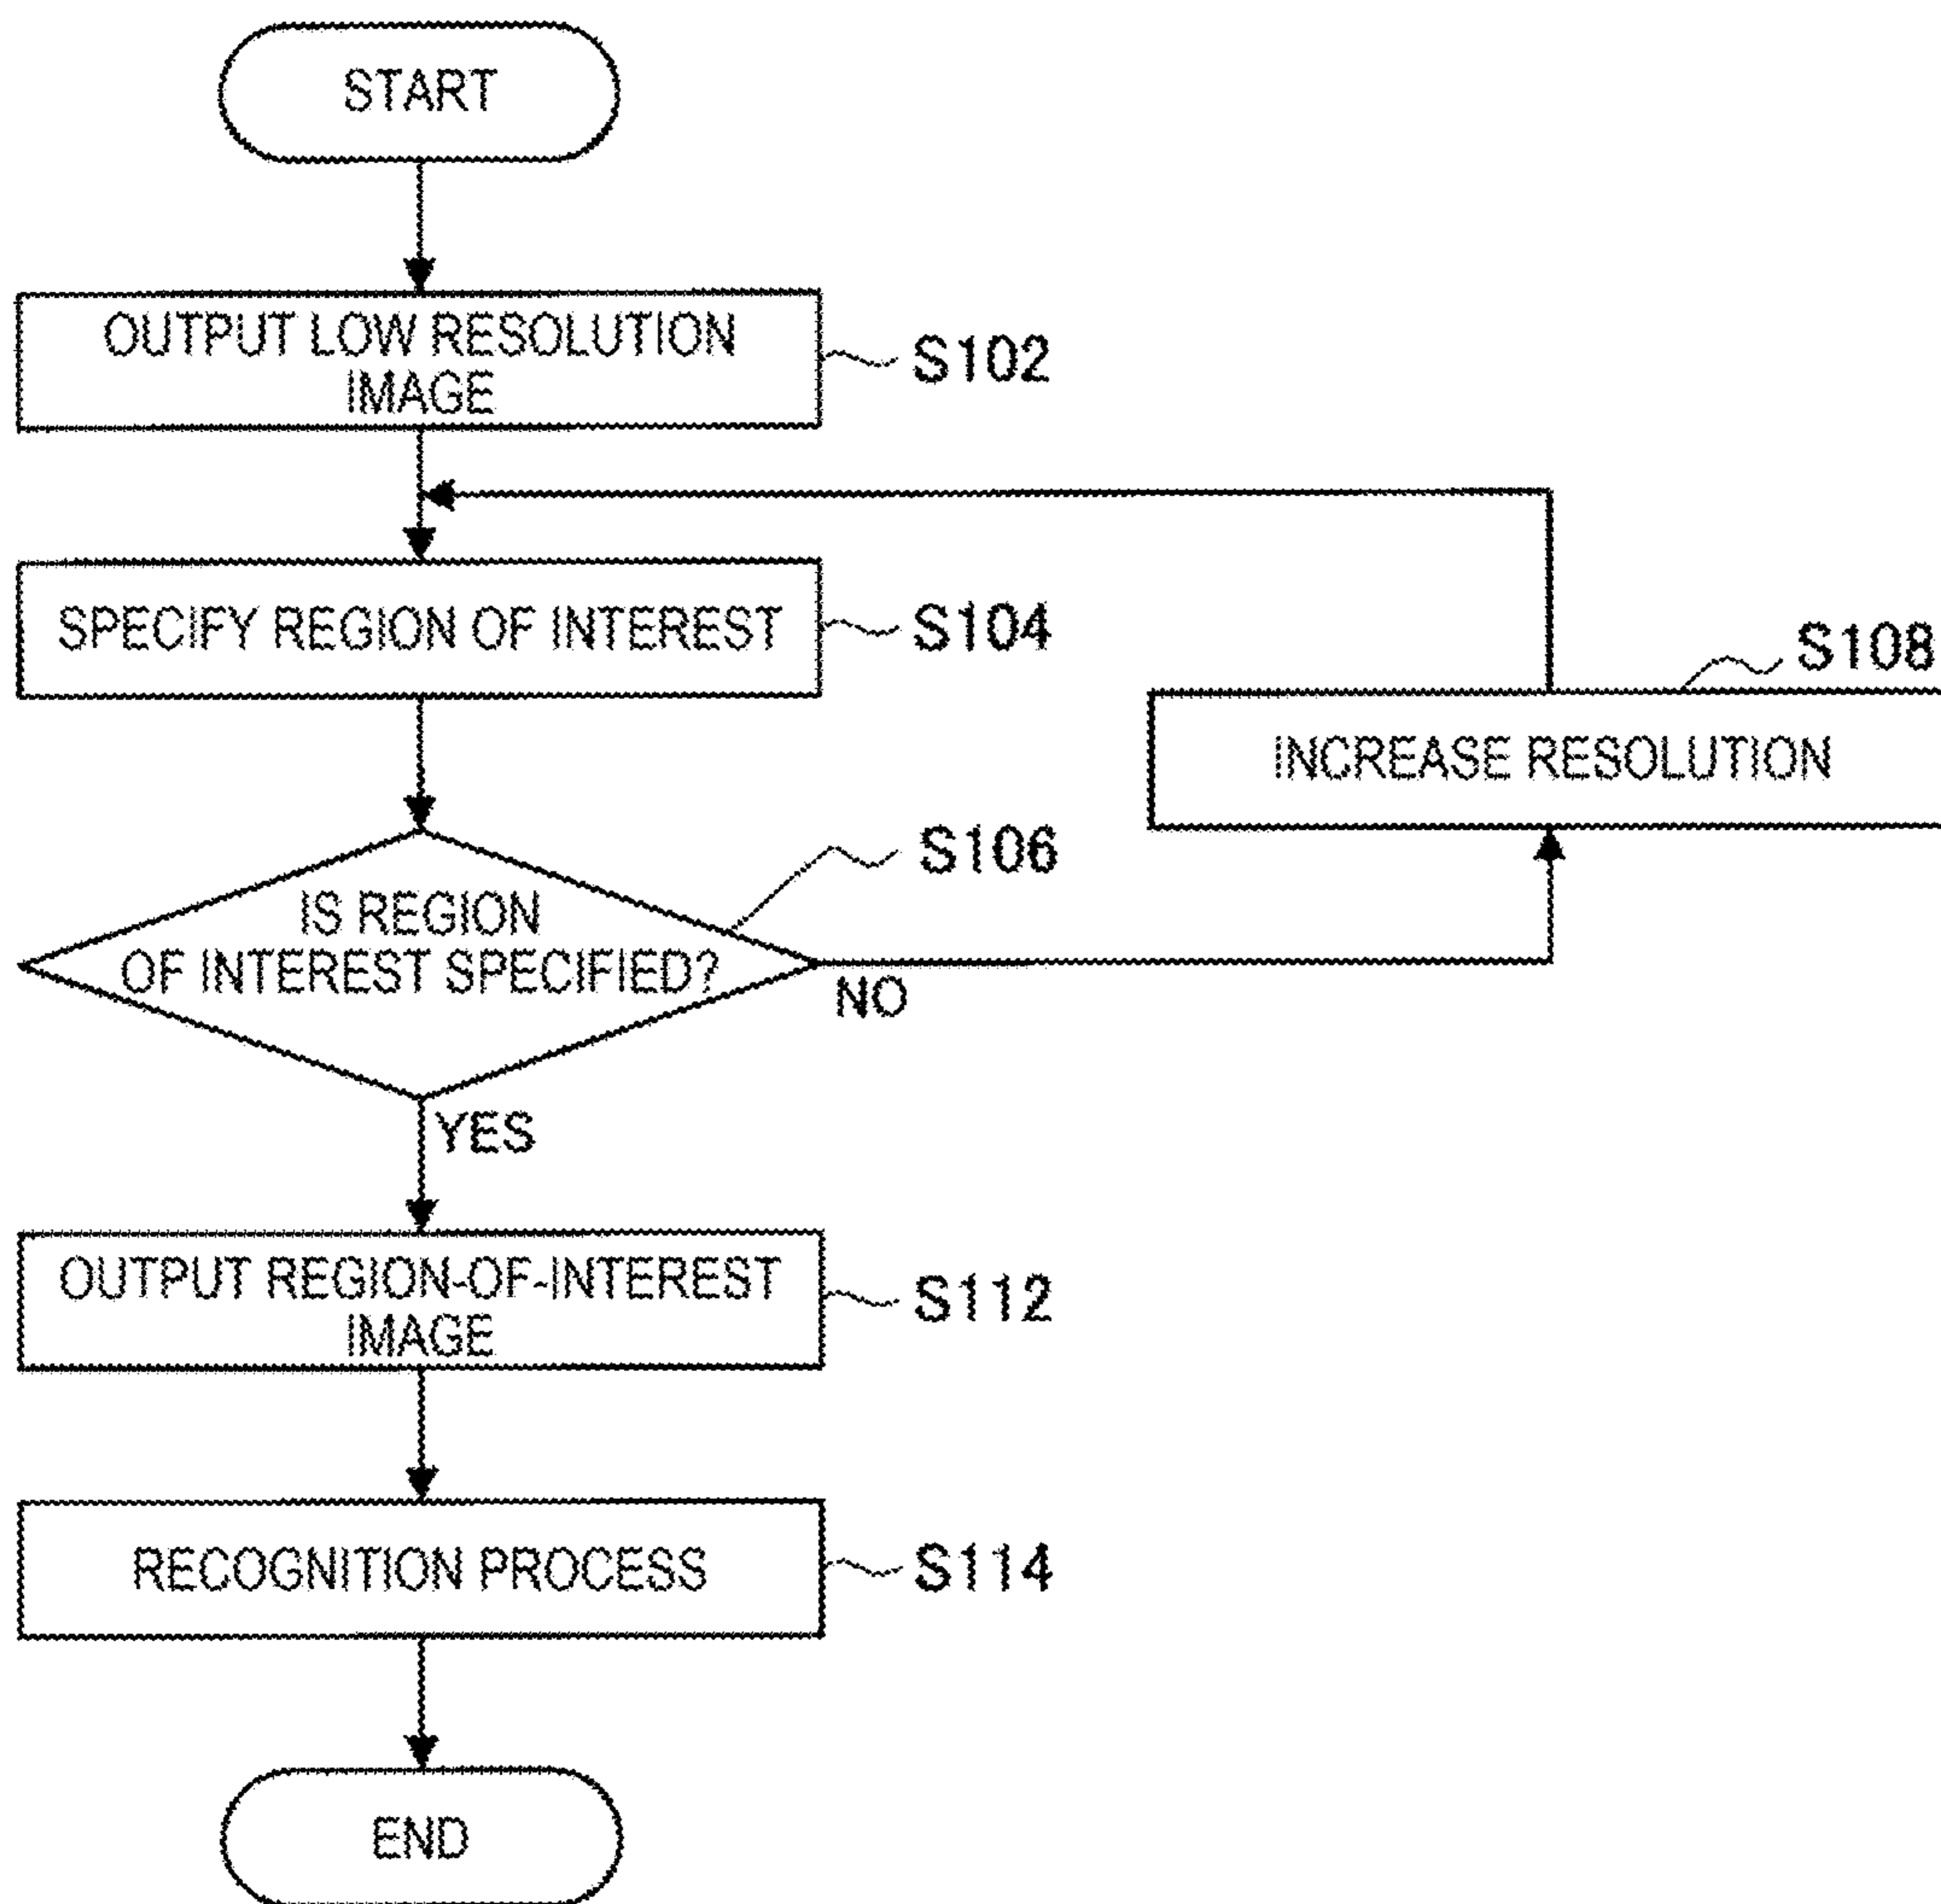 START
OUTPUT LOW RESOLUTION
IMAGE
S102
SPECIFY REGION OF INTEREST
S104
S108
INCREASE RESOLUTION
S106
IS REGION
OF INTEREST SPECIFIED?
NO
YES
OUTPUT REGION-OF-INTEREST
IMAGE
S112
RECOGNITION PROCESS
S114
END